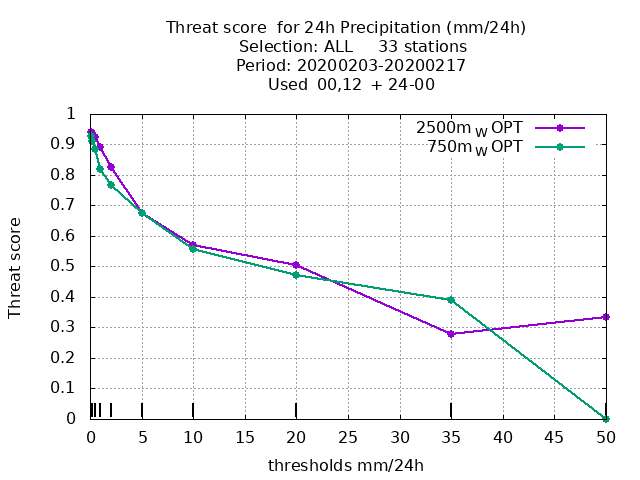 Threat score  for 24h Precipitation (mm/24h)
Selection: ALL     33 stations
Period: 20200203-20200217
Used  00,12  + 24-00
2500m W OPT
750m W OPT
1
0.9
0.8
0.7
0.6
0.5
0.4
0.3
0.2
0.1
0
Threat score
0 5 10 15 20 25 30 35 40 45 50
thresholds mm/24h